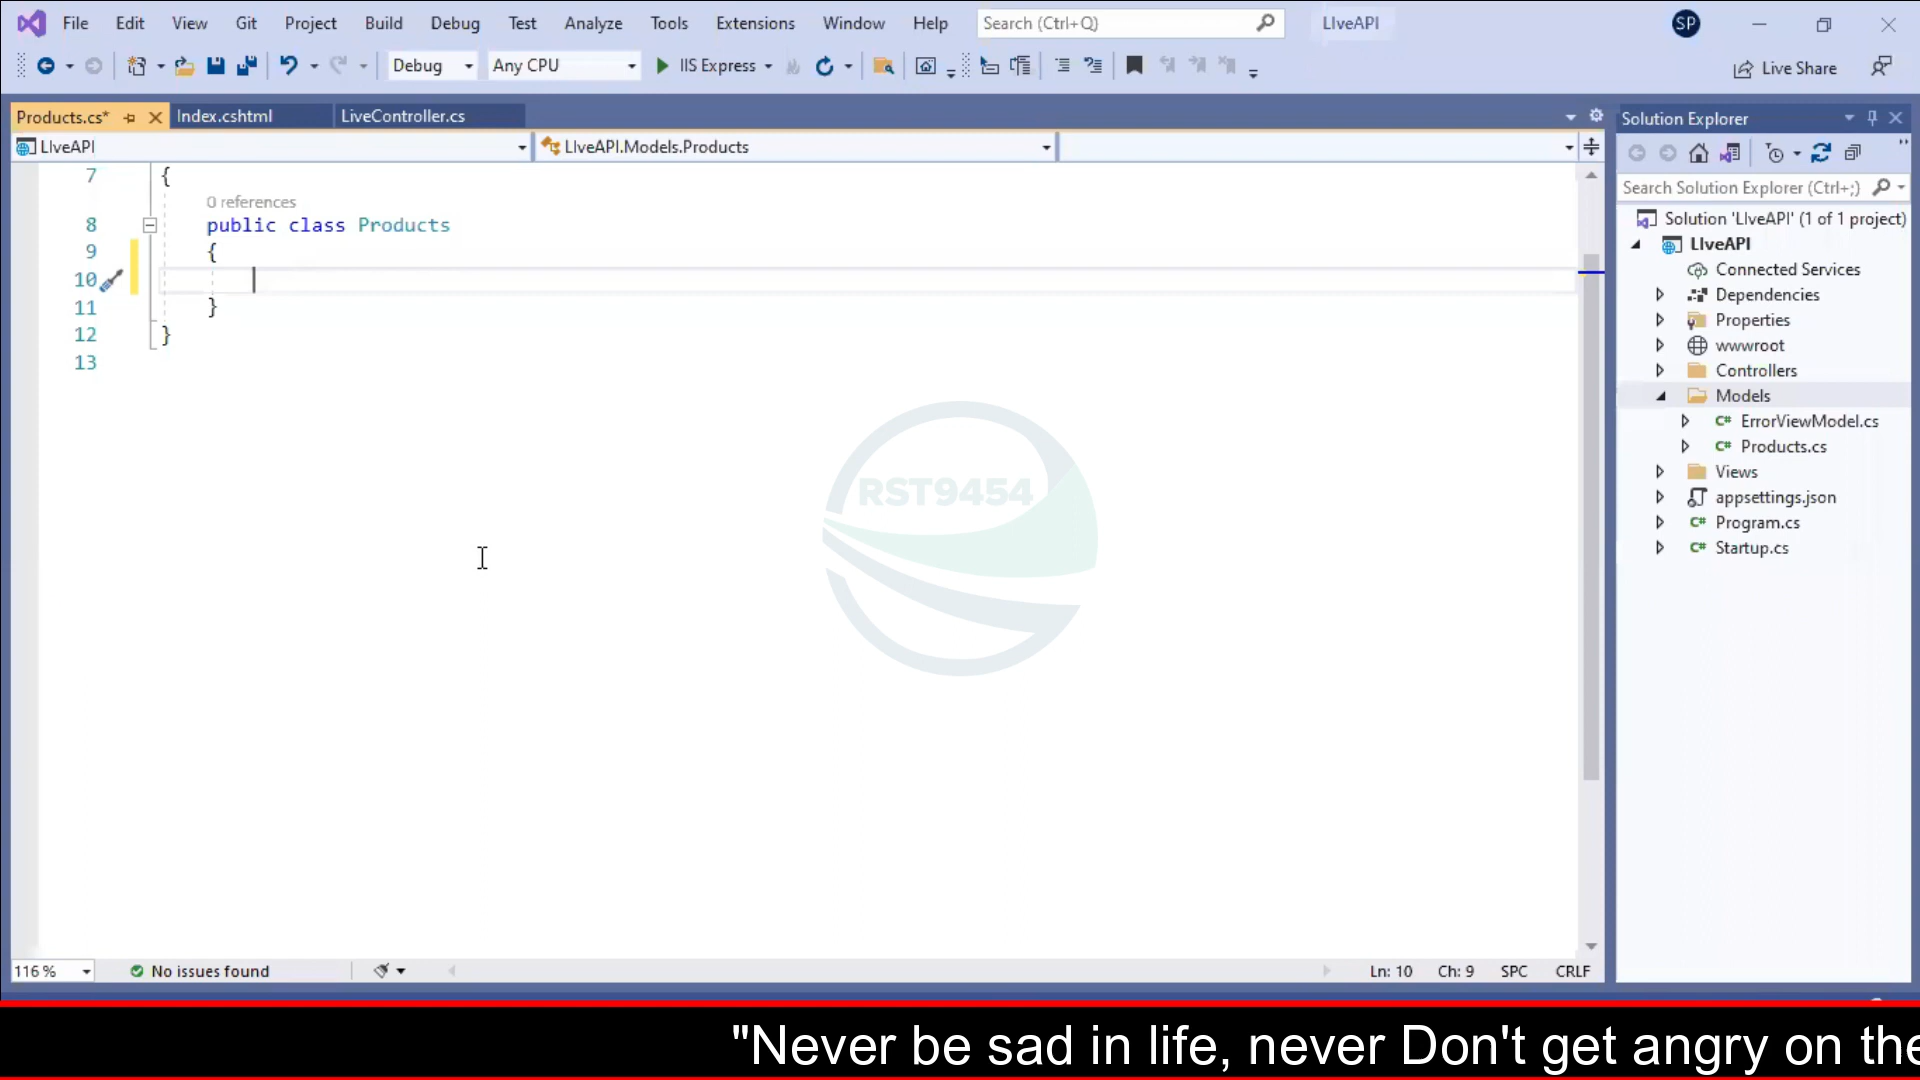 File Edit View Git Project Build Debug Test Analyze Tools Extensions Window Help Search (Ctrl+Q) LIveAPI SP
Debug Any CPU IIS Express Live Share
Products.cs* Index.cshtml LiveController.cs
LIveAPI LIveAPI.Models.Products
7 {
0 references
8 public class Products
9 {
10
11 }
12 }
13
RST9454
116 % No issues found Ln: 10 Ch: 9 SPC CRLF
Solution Explorer
Search Solution Explorer (Ctrl+;)
Solution 'LIveAPI' (1 of 1 project)
LIveAPI
Connected Services
Dependencies
Properties
wwwroot
Controllers
Models
C# ErrorViewModel.cs
C# Products.cs
Views
appsettings.json
C# Program.cs
C# Startup.cs
"Never be sad in life, never Don't get angry on the